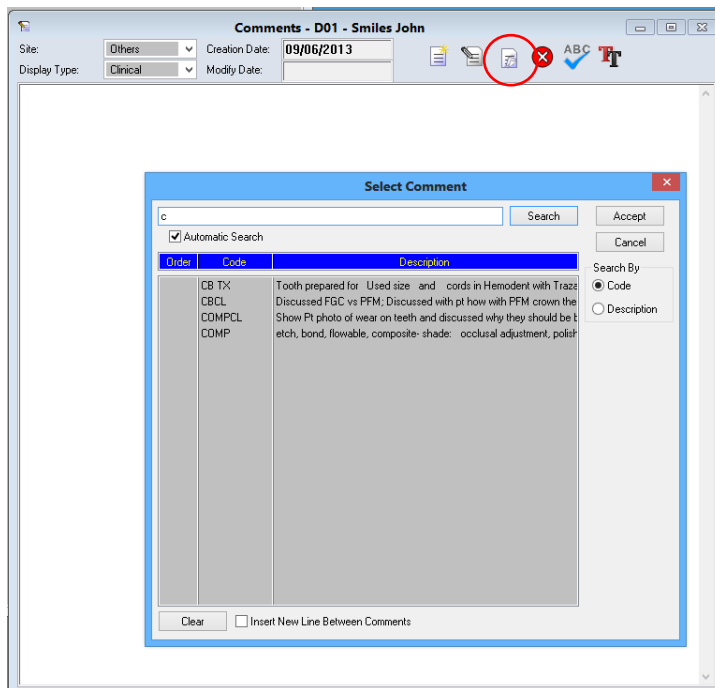 Comments - D01 - Smiles John
Site: Others Creation Date: 09/06/2013
Display Type: Clinical Modify Date:
ABC TT
Select Comment
c Search Accept
Automatic Search Cancel
Order Code Description Search By
CB TX Tooth prepared for Used size and cords in Hemodent with Traza Code
CBCL Discussed FGC vs PFM; Discussed with pt how with PFM crown the
COMPCL Show Pt photo of wear on teeth and discussed why they should be b Description
COMP etch, bond, flowable, composite- shade: occlusal adjustment, polish
Clear Insert New Line Between Comments